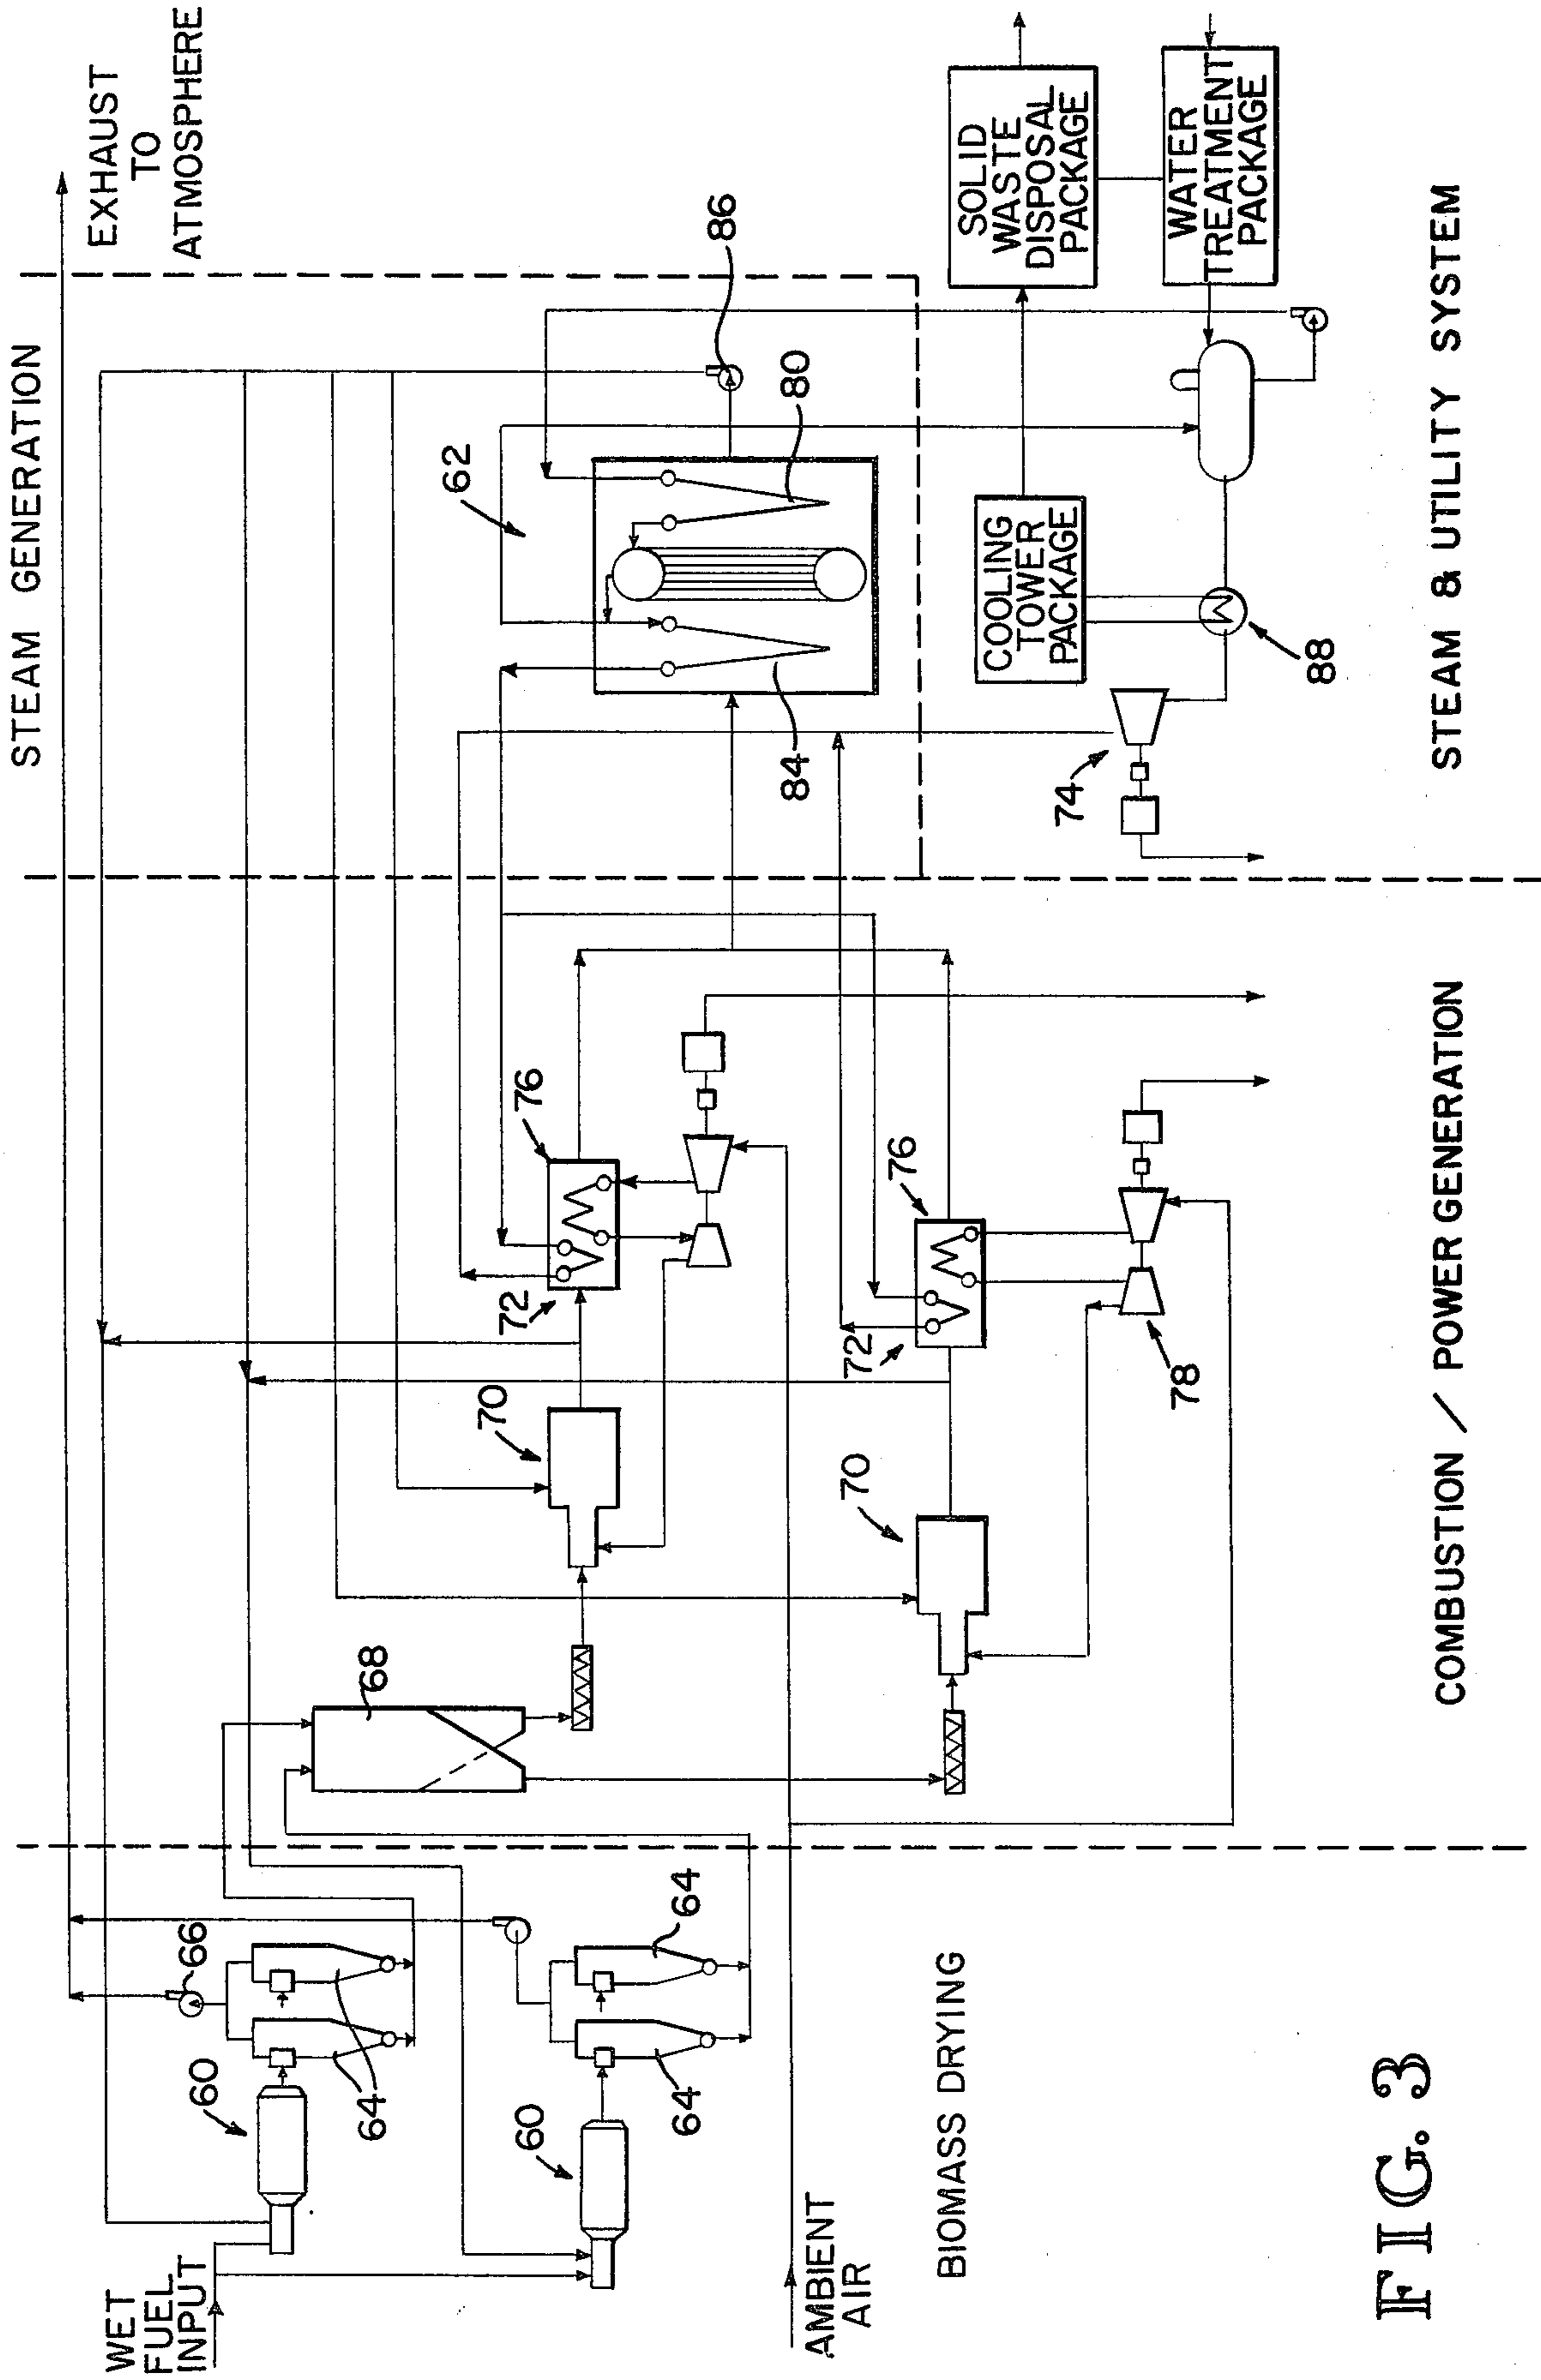 STEAM GENERATION
EXHAUST
TO
ATMOSPHERE
WET
FUEL
INPUT
60
66
64
68
70
72
76
62
86
80
84
60
64
64
AMBIENT
AIR
70
72
76
78
74
88
COOLING
TOWER
PACKAGE
SOLID
WASTE
DISPOSAL
PACKAGE
WATER
TREATMENT
PACKAGE
BIOMASS DRYING
COMBUSTION / POWER GENERATION
STEAM & UTILITY SYSTEM
FIG. 3